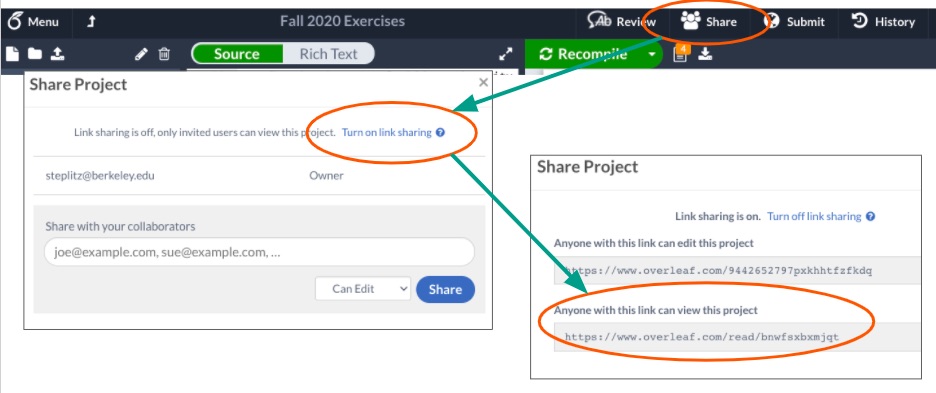 Menu
Fall 2020 Exercises
Review
Share
Submit
History
Source
Rich Text
Recompile
4
Share Project
×
Link sharing is off, only invited users can view this project. Turn on link sharing
steplitz@berkeley.edu Owner
Share with your collaborators
joe@example.com, sue@example.com, ...
Can Edit
Share
Share Project
Link sharing is on. Turn off link sharing
Anyone with this link can edit this project
https://www.overleaf.com/9442652797pxkhhtfzfkdq
Anyone with this link can view this project
https://www.overleaf.com/read/bnwfsxbxmjqt